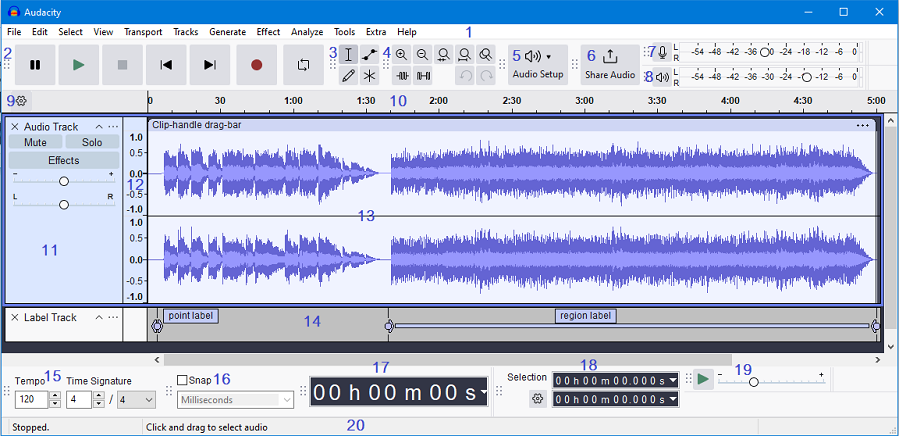 Audacity
File Edit Select View Transport Tracks Generate Effect Analyze Tools Extra Help 1
2 3 4 5 Audio Setup 6 Share Audio
7 L R -54 -48 -42 -36 -30 -24 -18 -12 -6 0
8 L R -54 -48 -42 -36 -30 -24 -18 -12 -6 0
9 0 30 1:00 1:30 10 2:00 2:30 3:00 3:30 4:00 4:30 5:00
Audio Track Clip-handle drag-bar
Mute Solo
Effects
- +
L R
11
1.0
0.5
12
-0.5
-1.0
13
1.0
0.5
0.0
-0.5
-1.0
Label Track point label 14 region label
Tempo 15 Time Signature
120 4 / 4
Snap 16
Milliseconds
17
00 h 00 m 00 s
Selection 18
00 h 00 m 00.000 s
00 h 00 m 00.000 s
- 19 +
Stopped. Click and drag to select audio 20